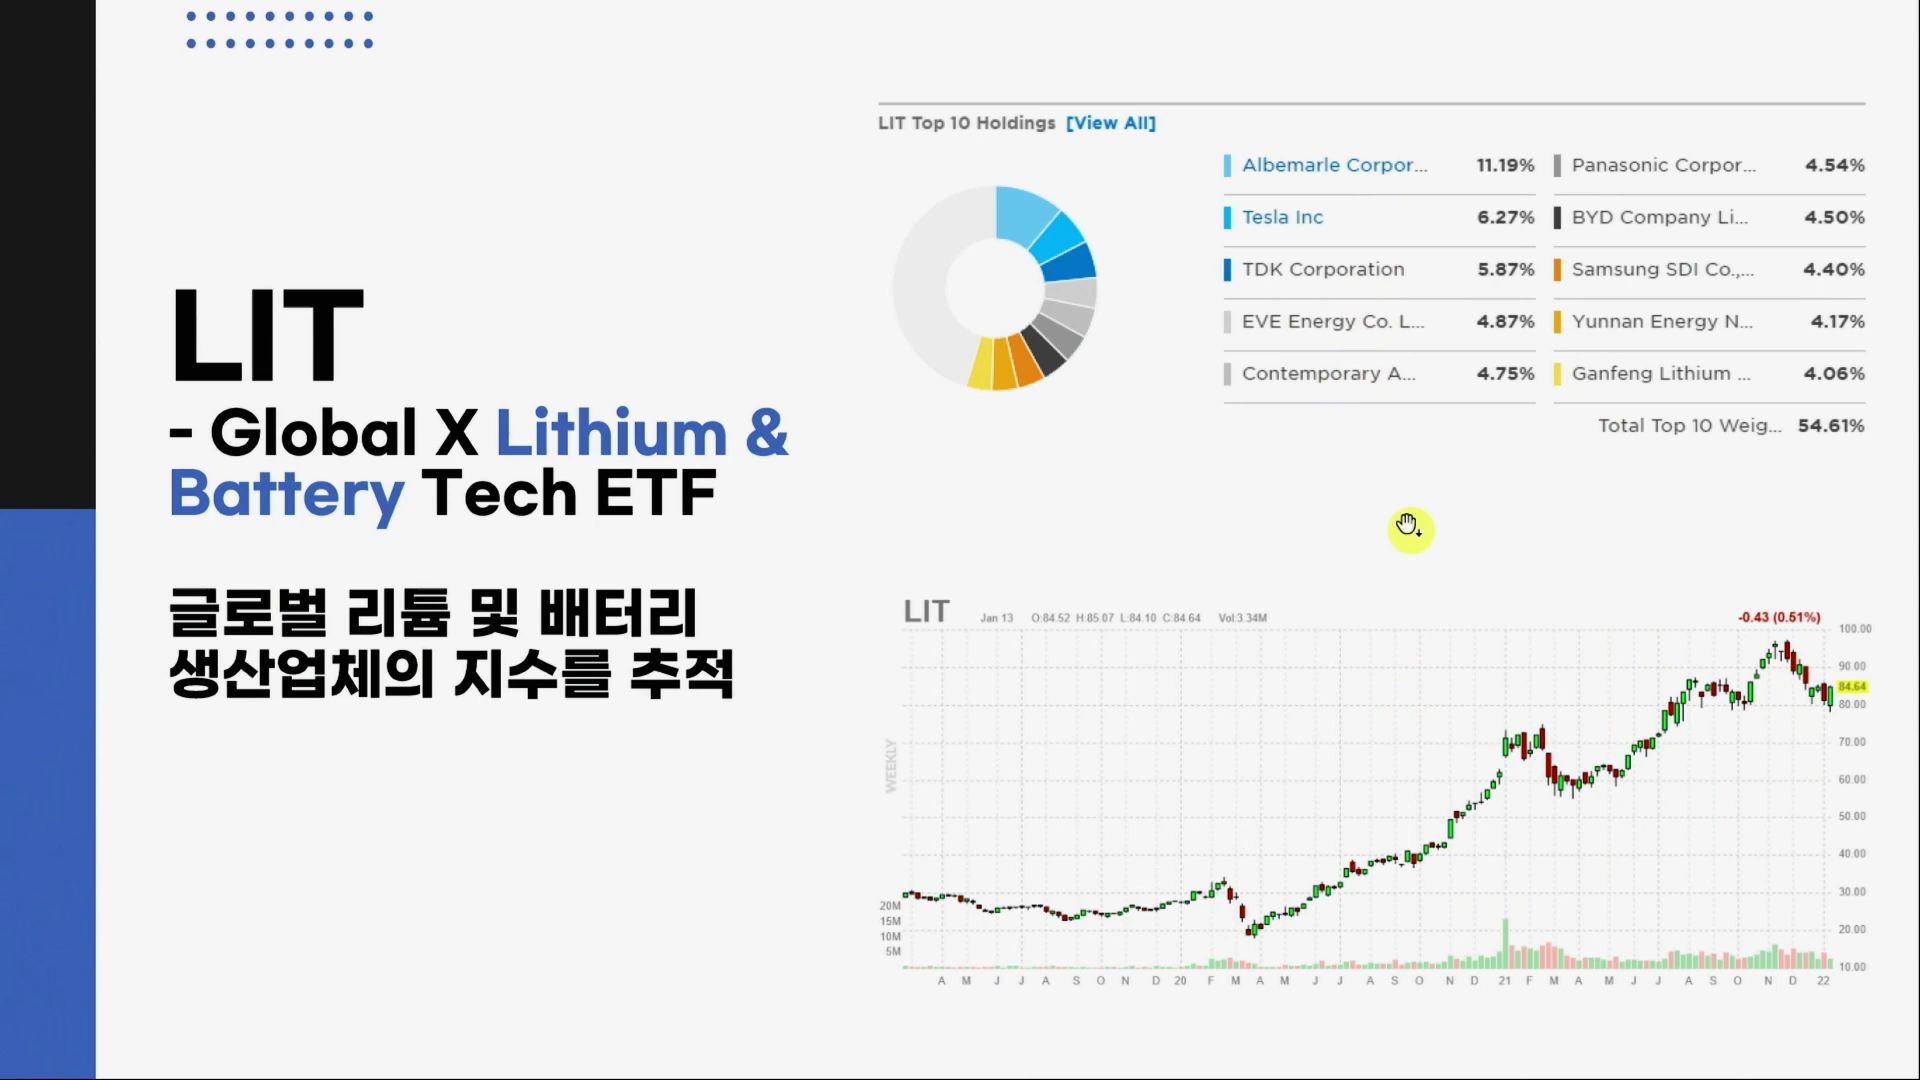 LIT
- Global X Lithium &
Battery Tech ETF
글로벌 리튬 및 배터리
생산업체의 지수를 추적
LIT Top 10 Holdings [View All]
Albemarle Corpor... 11.19%
Tesla Inc 6.27%
TDK Corporation 5.87%
EVE Energy Co. L... 4.87%
Contemporary A... 4.75%
Panasonic Corpor... 4.54%
BYD Company Li... 4.50%
Samsung SDI Co.,... 4.40%
Yunnan Energy N... 4.17%
Ganfeng Lithium ... 4.06%
Total Top 10 Weig... 54.61%
LIT Jan 13 O:84.52 H:85.07 L:84.10 C:84.64 Vol:3.34M -0.43 (0.51%)
100.00
90.00
84.64
80.00
70.00
60.00
50.00
40.00
30.00
20.00
10.00
WEEKLY
20M
15M
10M
5M
A M J J A S O N D 20 F M A M J J A S O N D 21 F M A M J J A S O N D 22